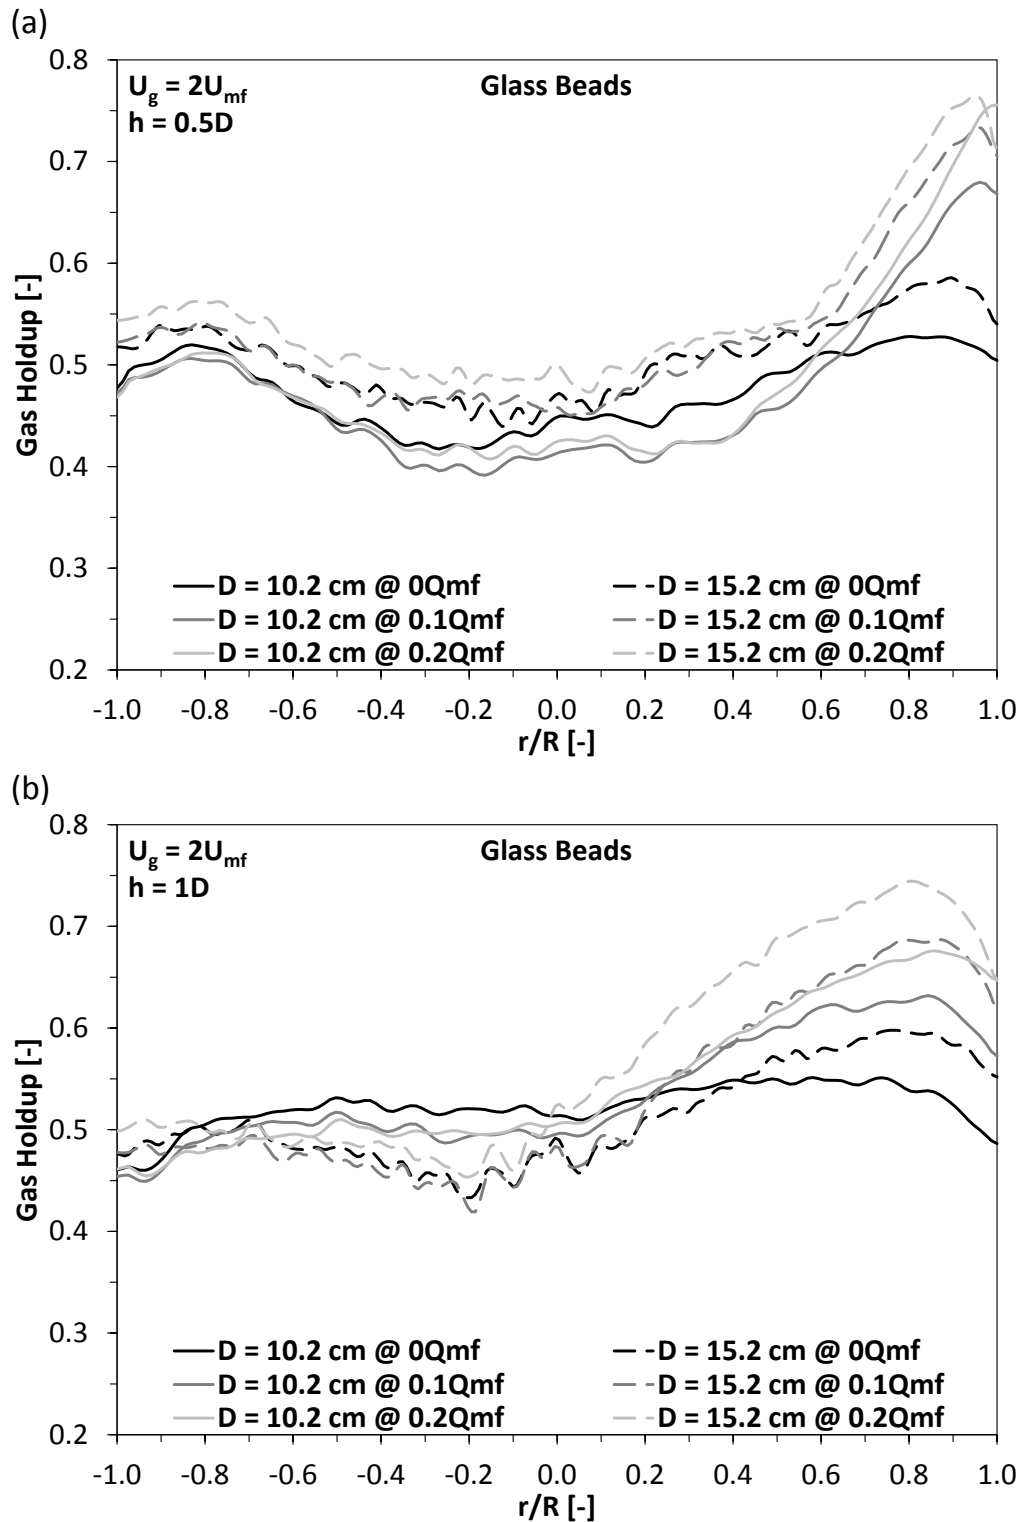 (a)
U_g = 2U_mf
h = 0.5D
Glass Beads
Gas Holdup [-]
0.8
0.7
0.6
0.5
0.4
0.3
0.2
D = 10.2 cm @ 0Qmf
D = 15.2 cm @ 0Qmf
D = 10.2 cm @ 0.1Qmf
D = 15.2 cm @ 0.1Qmf
D = 10.2 cm @ 0.2Qmf
D = 15.2 cm @ 0.2Qmf
-1.0 -0.8 -0.6 -0.4 -0.2 0.0 0.2 0.4 0.6 0.8 1.0
r/R [-]
(b)
U_g = 2U_mf
h = 1D
Glass Beads
Gas Holdup [-]
0.8
0.7
0.6
0.5
0.4
0.3
0.2
D = 10.2 cm @ 0Qmf
D = 15.2 cm @ 0Qmf
D = 10.2 cm @ 0.1Qmf
D = 15.2 cm @ 0.1Qmf
D = 10.2 cm @ 0.2Qmf
D = 15.2 cm @ 0.2Qmf
-1.0 -0.8 -0.6 -0.4 -0.2 0.0 0.2 0.4 0.6 0.8 1.0
r/R [-]